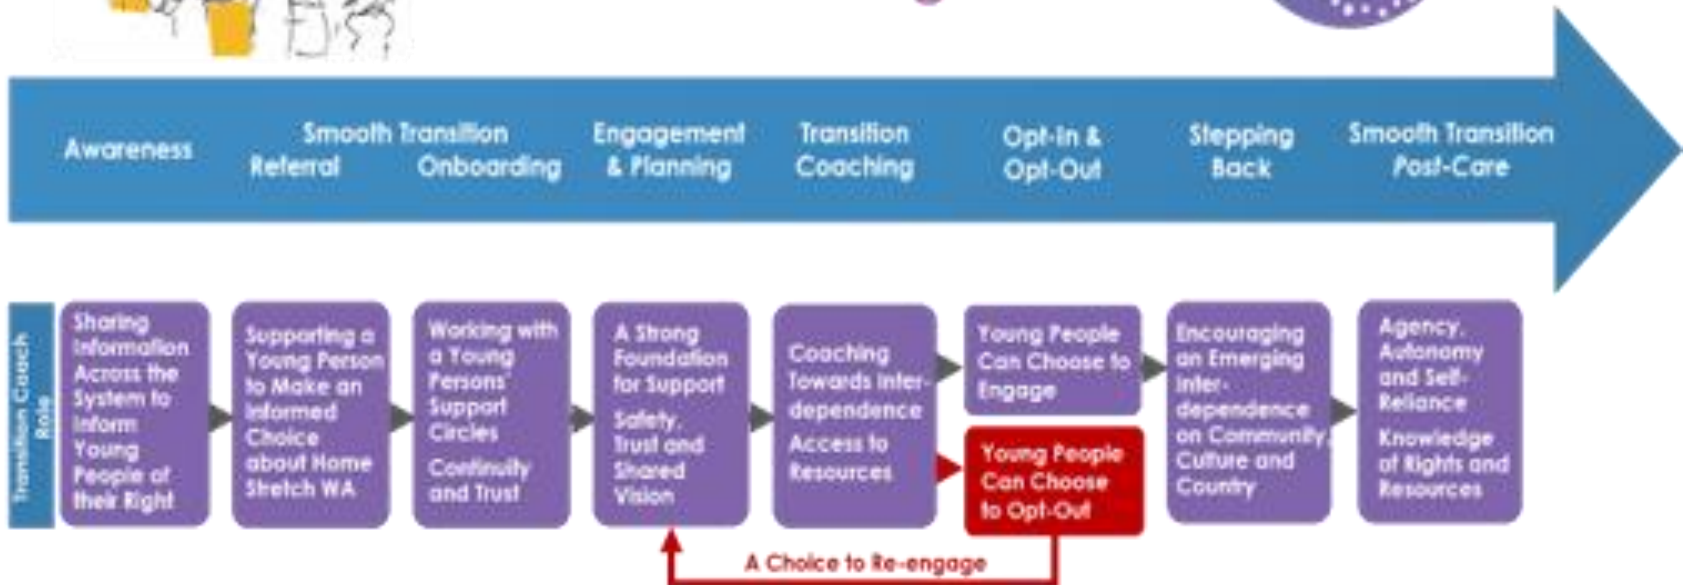 Awareness
Smooth Transition
Referral
Onboarding
Engagement
& Planning
Transition
Coaching
Opt-In &
Opt-Out
Stepping
Back
Smooth Transition
Post-Care
Transition Coach
Role
Sharing
Information
Across the
System to
Inform
Young
People of
their Right
Supporting a
Young Person
to Make an
Informed
Choice
about Home
Stretch WA
Working with
a Young
Persons'
Support
Circles
Continuity
and Trust
A Strong
Foundation
for Support
Safety,
Trust and
Shared
Vision
Coaching
Towards Inter-
dependence
Access to
Resources
Young People
Can Choose to
Engage
Young People
Can Choose
to Opt-Out
Encouraging
an Emerging
Inter-
dependence
on Community,
Culture and
Country
Agency,
Autonomy
and Self-
Reliance
Knowledge
of Rights and
Resources
A Choice to Re-engage